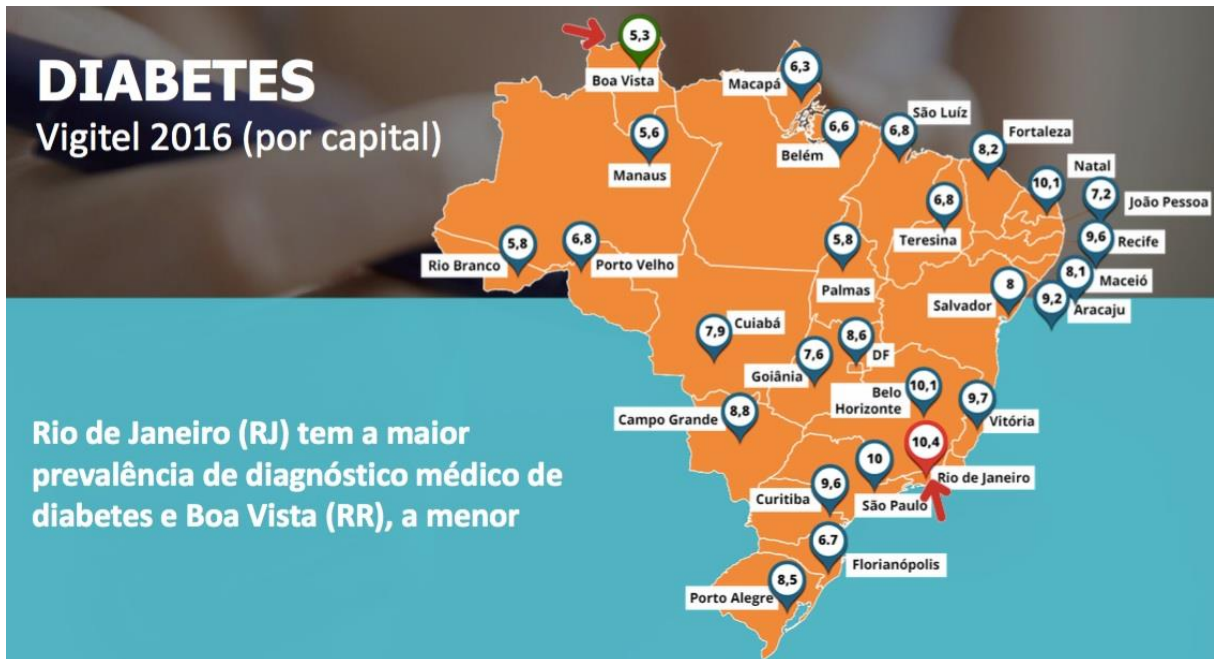 DIABETES
Vigitel 2016 (por capital)
Rio de Janeiro (RJ) tem a maior
prevalência de diagnóstico médico de
diabetes e Boa Vista (RR), a menor
5,3
Boa Vista
6,3
Macapá
5,6
Manaus
6,6
Belém
6,8
São Luíz
8,2
Fortaleza
10,1
Natal
7,2
João Pessoa
6,8
Teresina
9,6
Recife
5,8
Rio Branco
6,8
Porto Velho
5,8
Palmas
8
Salvador
8,1
Maceió
9,2
Aracaju
7,9
Cuiabá
7,6
Goiânia
8,6
DF
10,1
Belo
Horizonte
9,7
Vitória
8,8
Campo Grande
10,4
Rio de Janeiro
10
São Paulo
9,6
Curitiba
6.7
Florianópolis
8,5
Porto Alegre